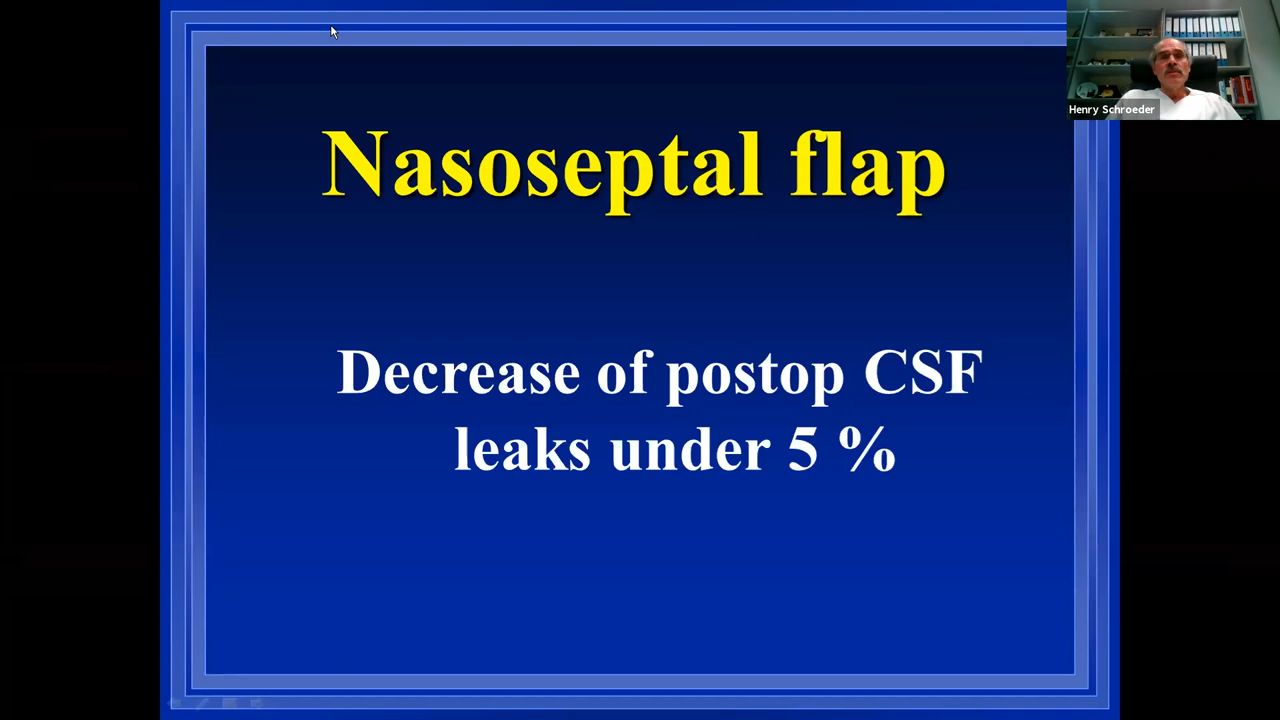 Henry Schroeder
Nasoseptal flap
Decrease of postop CSF
leaks under 5 %